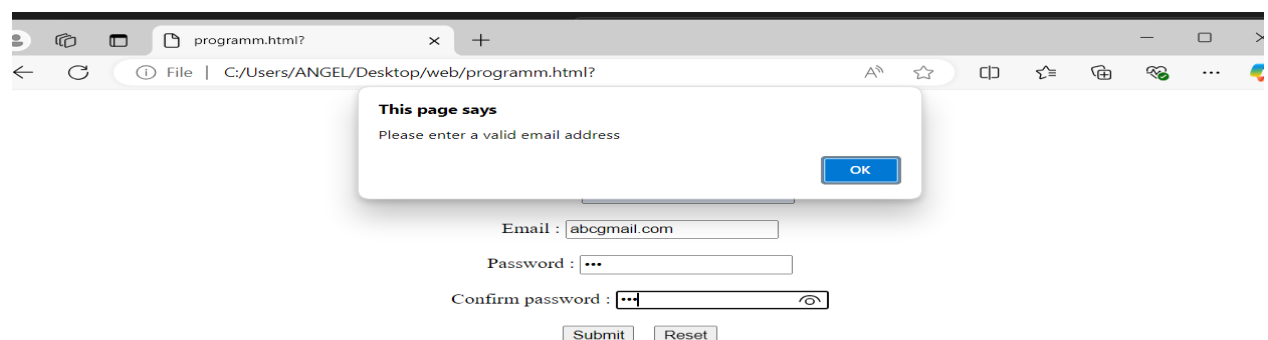 programm.html?
File | C:/Users/ANGEL/Desktop/web/programm.html?
This page says
Please enter a valid email address
OK
Email : abcgmail.com
Password : •••
Confirm password : •••
Submit Reset